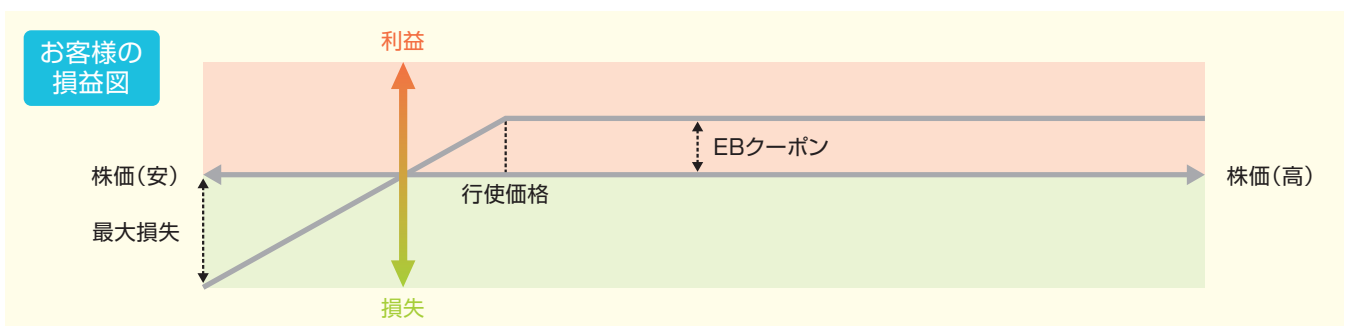 お客様の
損益図
利益
EBクーポン
株価(安)
株価(高)
行使価格
最大損失
損失